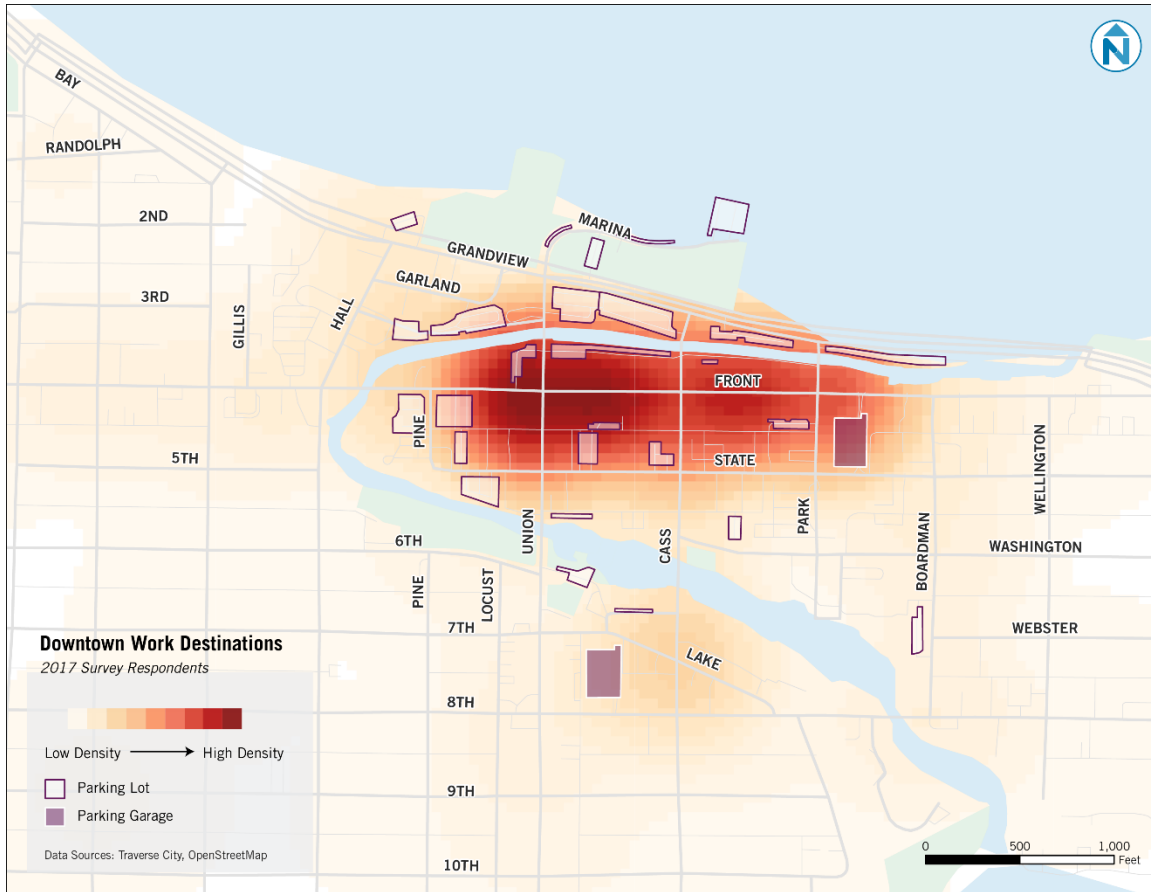 N
BAY
RANDOLPH
2ND
MARINA
GRANDVIEW
GARLAND
3RD
GILLIS
HALL
FRONT
PINE
5TH
STATE
WELLINGTON
UNION
PARK
CASS
BOARDMAN
6TH
WASHINGTON
PINE
LOCUST
7TH
WEBSTER
LAKE
8TH
9TH
10TH
Downtown Work Destinations
2017 Survey Respondents
Low Density High Density
Parking Lot
Parking Garage
Data Sources: Traverse City, OpenStreetMap
0 500 1,000
Feet